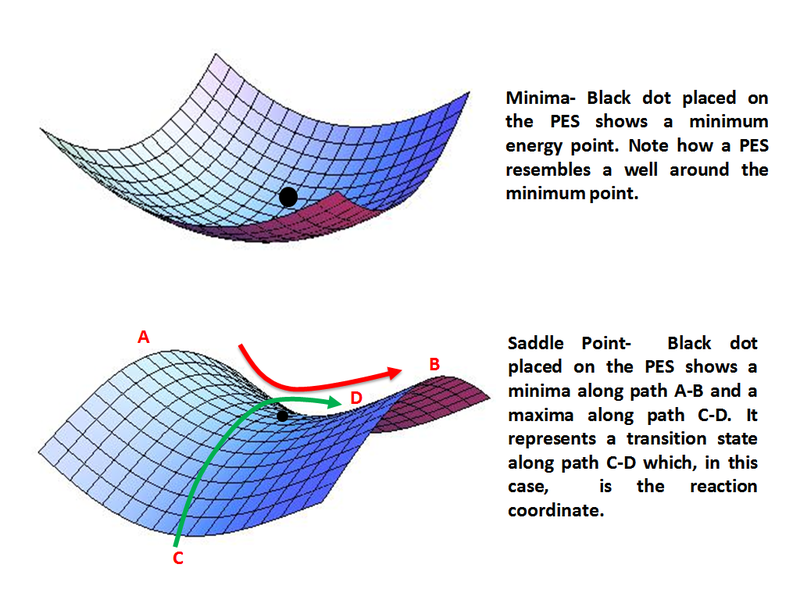 Minima- Black dot placed on
the PES shows a minimum
energy point. Note how a PES
resembles a well around the
minimum point.
A
B
D
C
Saddle Point- Black dot
placed on the PES shows a
minima along path A-B and a
maxima along path C-D. It
represents a transition state
along path C-D which, in this
case, is the reaction
coordinate.